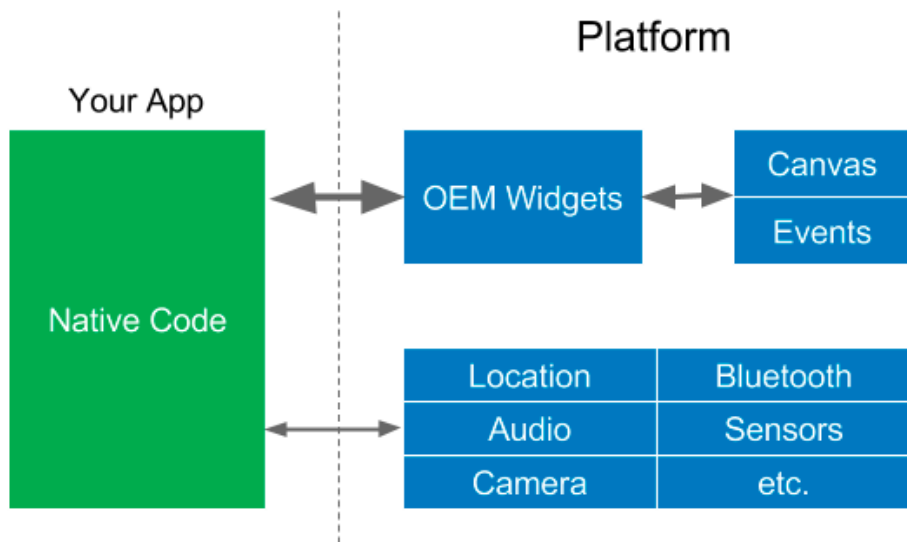 Platform
Your App
Native Code
OEM Widgets
Canvas
Events
Location
Bluetooth
Audio
Sensors
Camera
etc.